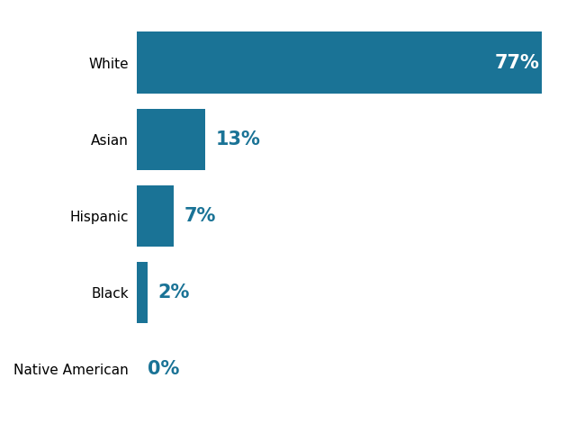 White 77%
Asian 13%
Hispanic 7%
Black 2%
Native American 0%